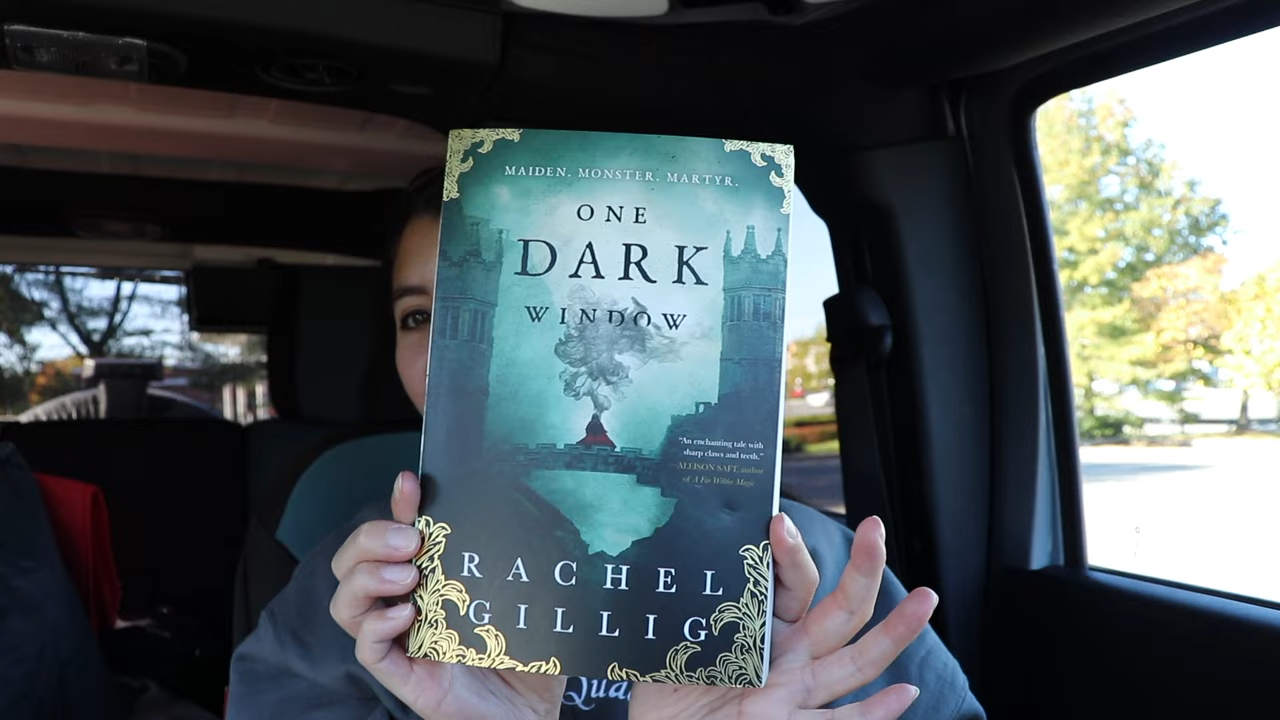 MAIDEN. MONSTER. MARTYR.
ONE
DARK
WINDOW
"An enchanting tale with
sharp claws and teeth."
ALLISON SAFT, author
of A Far Wilder Magic
RACHEL
GILLIG